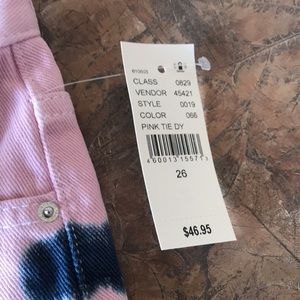 CLASS 0829
VENDOR 45421
STYLE 0019
COLOR 066
PINK TIE DY
26
$46.95